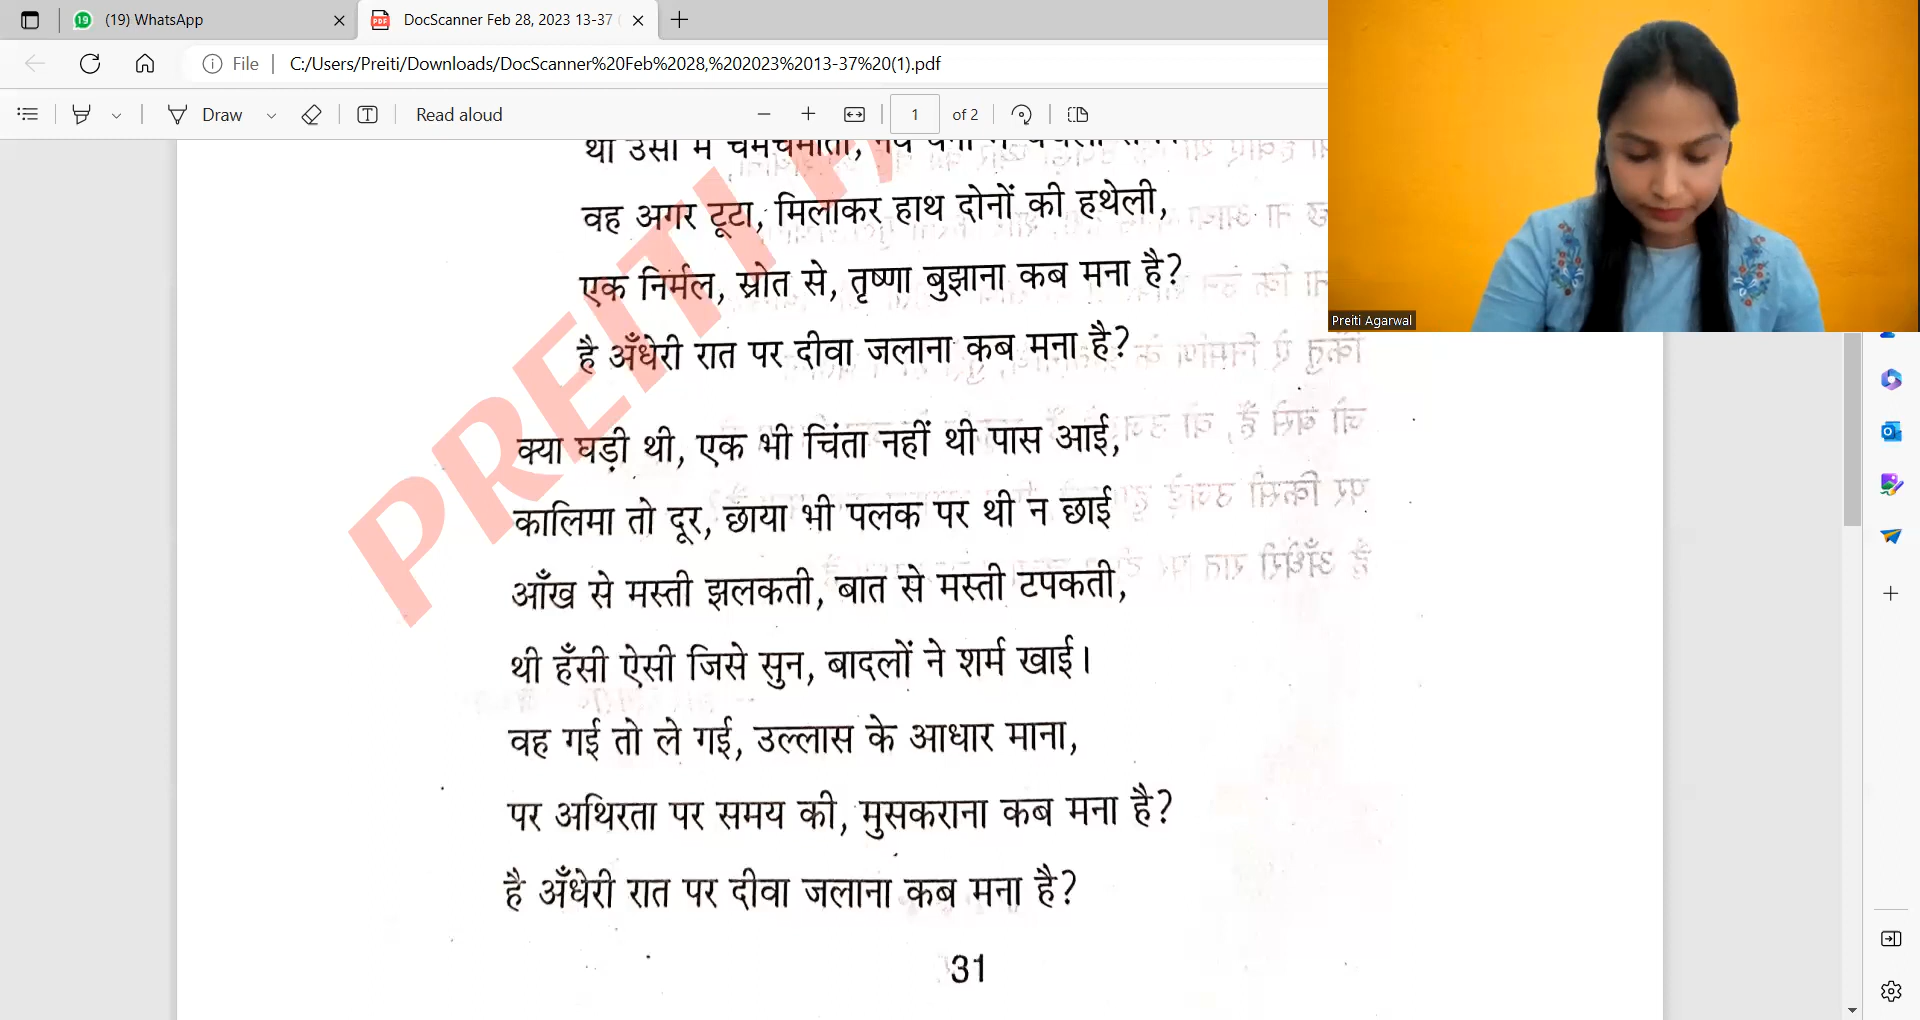 (19) WhatsApp
DocScanner Feb 28, 2023 13-37 (
File
C:/Users/Preiti/Downloads/DocScanner%20Feb%2028,%202023%2013-37%20(1).pdf
Draw
Read aloud
1 of 2
था उसी में चमचमाता,
वह अगर टूटा, मिलाकर हाथ दोनों की हथेली,
एक निर्मल, स्रोत से, तृष्णा बुझाना कब मना है?
है अँधेरी रात पर दीवा जलाना कब मना है?
क्या घड़ी थी, एक भी चिंता नहीं थी पास आई,
कालिमा तो दूर, छाया भी पलक पर थी न छाई
आँख से मस्ती झलकती, बात से मस्ती टपकती,
थी हँसी ऐसी जिसे सुन, बादलों ने शर्म खाई।
वह गई तो ले गई, उल्लास के आधार माना,
पर अथिरता पर समय की, मुसकराना कब मना है?
है अँधेरी रात पर दीवा जलाना कब मना है?
31
PREITI
Preiti Agarwal